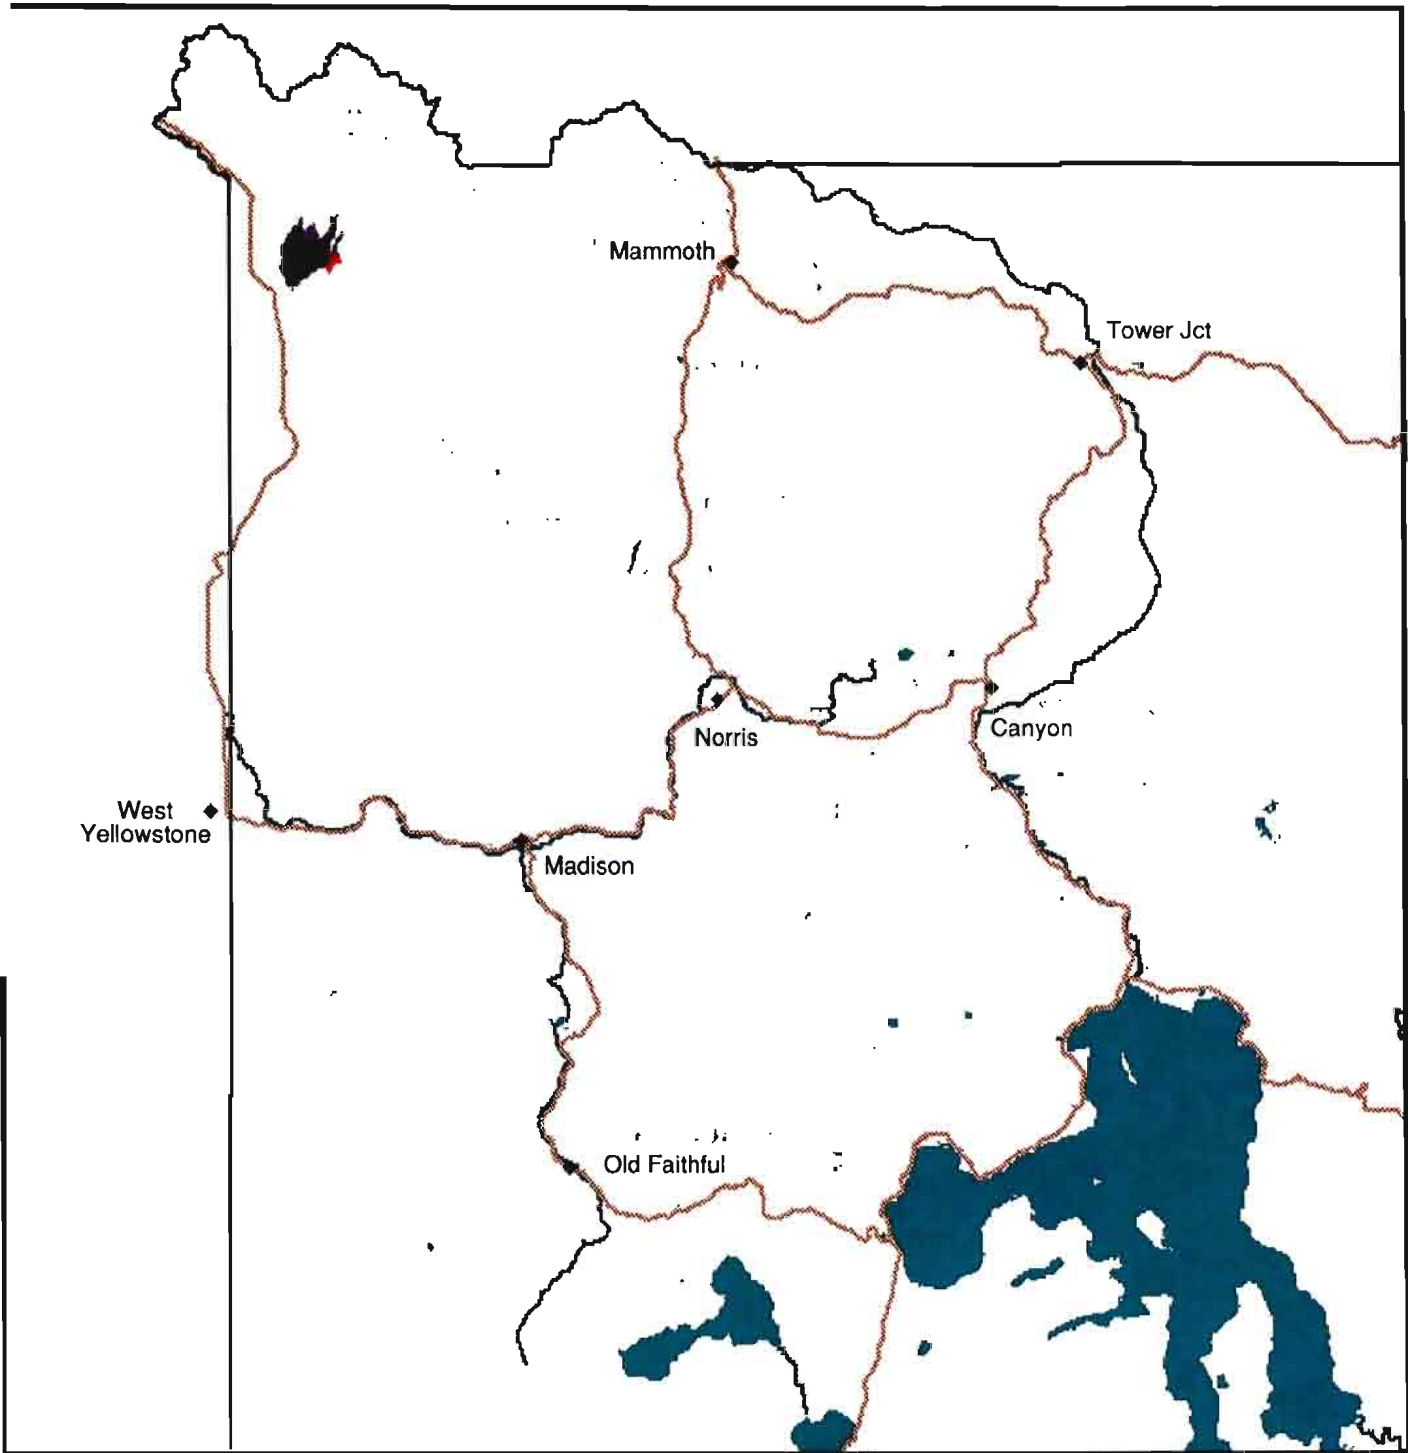 Mammoth
Tower Jct
Norris
Canyon
West
Yellowstone
Madison
Old Faithful